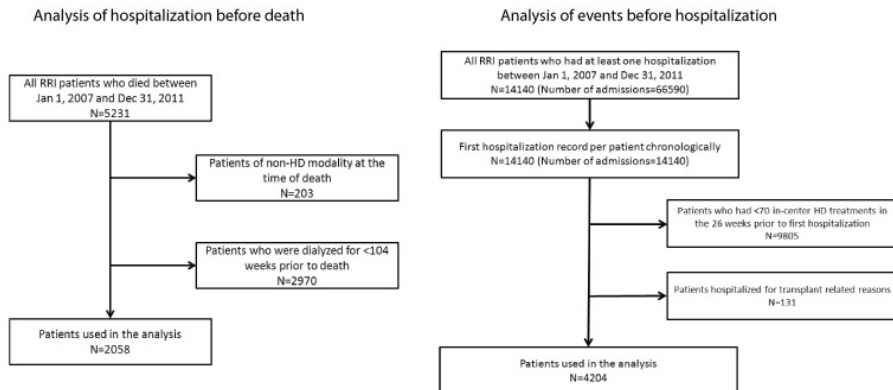 Analysis of hospitalization before death
All RRI patients who died between
Jan 1, 2007 and Dec 31, 2011
N=5231
Patients of non-HD modality at the
time of death
N=203
Patients who were dialyzed for <104
weeks prior to death
N=2970
Patients used in the analysis
N=2058
Analysis of events before hospitalization
All RRI patients who had at least one hospitalization
between Jan 1, 2007 and Dec 31, 2011
N=14140 (Number of admissions=66590)
First hospitalization record per patient chronologically
N=14140 (Number of admissions=14140)
Patients who had <70 in-center HD treatments in
the 26 weeks prior to first hospitalization
N=9805
Patients hospitalized for transplant related reasons
N=131
Patients used in the analysis
N=4204